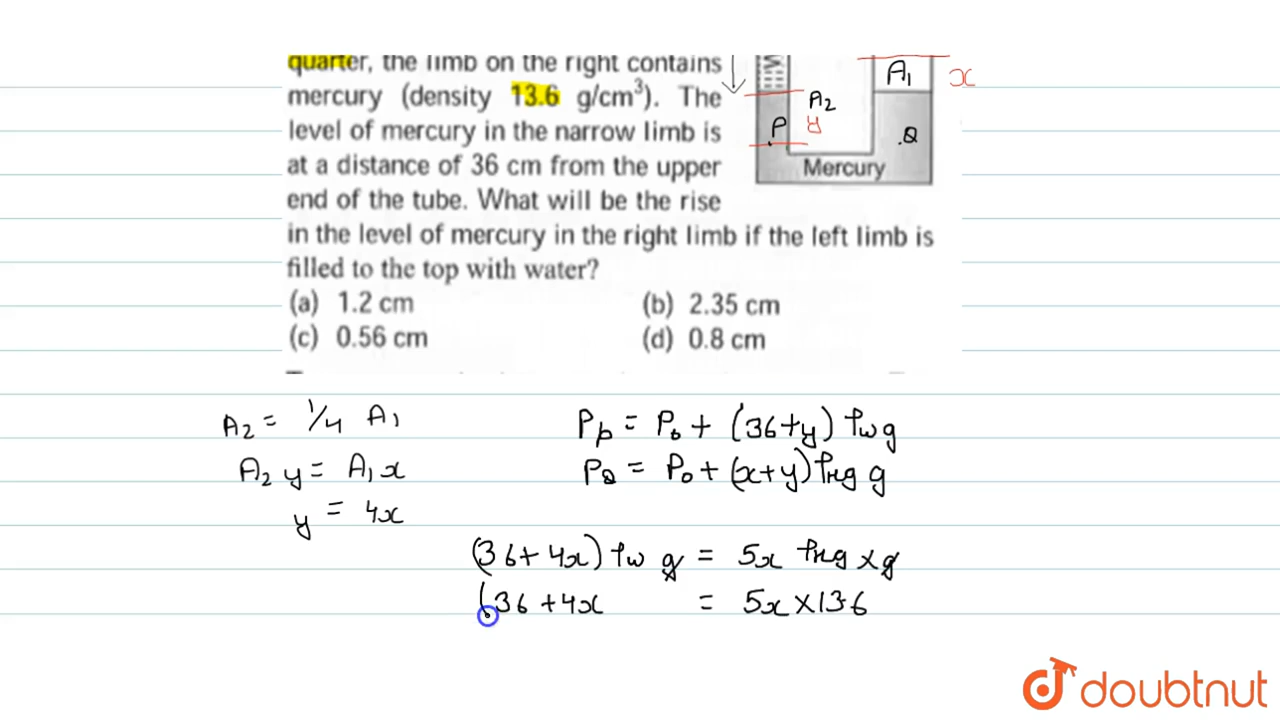 quarter, the limb on the right contains
mercury (density 13.6 g/cm³). The
level of mercury in the narrow limb is
at a distance of 36 cm from the upper
end of the tube. What will be the rise
in the level of mercury in the right limb if the left limb is
filled to the top with water?
(a) 1.2 cm (b) 2.35 cm
(c) 0.56 cm (d) 0.8 cm
A₁ x
A₂
P y .Q
Mercury
A₂ = 1/4 A₁
A₂ y = A₁ x
y = 4x
Pp = P₀ + (36+y) ρw g
PQ = P₀ + (x+y) ρHg g
(36+4x) ρw g = 5x ρHg × g
(36+4x = 5x×13.6
doubtnut